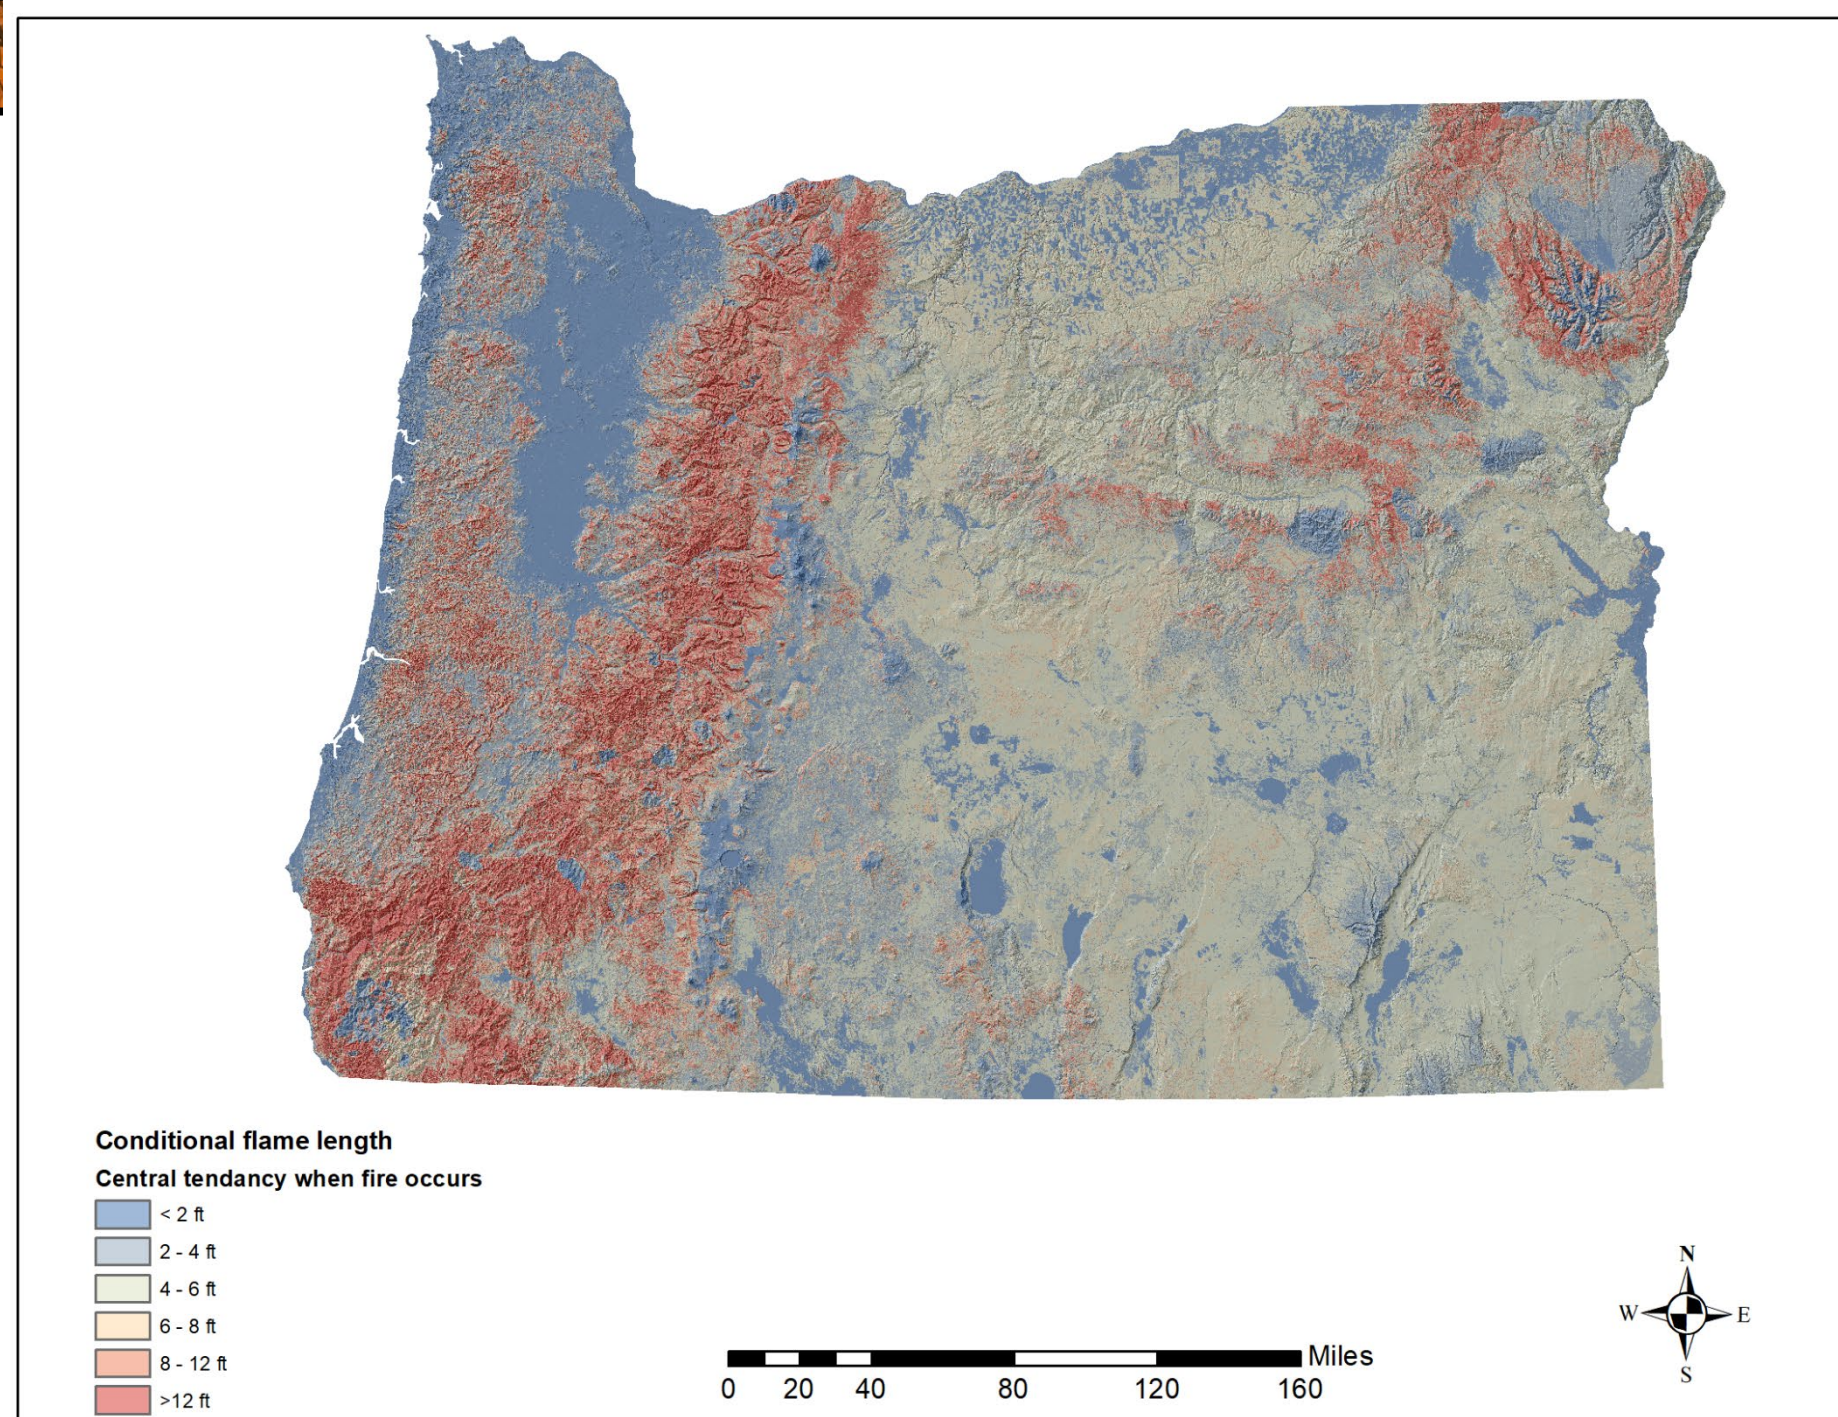 Conditional flame length
Central tendancy when fire occurs
< 2 ft
2 - 4 ft
4 - 6 ft
6 - 8 ft
8 - 12 ft
>12 ft
Miles
0 20 40 80 120 160
N
W E
S